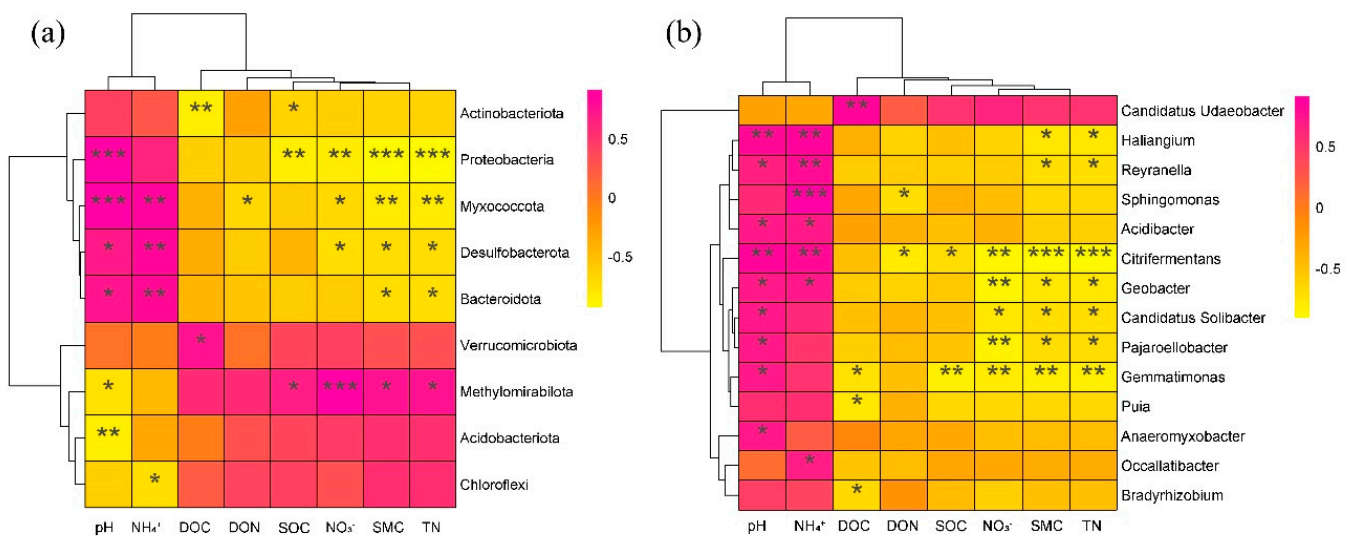 (a)
** * Actinobacteriota
*** ** ** *** *** Proteobacteria
*** ** * * ** ** Myxococcota
* ** * * * Desulfobacterota
* ** * * Bacteroidota
* Verrucomicrobiota
* * *** * * Methylomirabilota
** Acidobacteriota
* Chloroflexi
pH NH₄⁺ DOC DON SOC NO₃⁻ SMC TN
0.5
0
-0.5
(b)
** Candidatus Udaeobacter
** ** * * Haliangium
* ** * * Reyranella
*** * Sphingomonas
* * Acidibacter
** ** * * ** *** *** Citrifermentans
* * ** * * Geobacter
* * * * Candidatus Solibacter
* ** * * Pajaroellobacter
* * ** ** ** ** Gemmatimonas
* Puia
* Anaeromyxobacter
* Occallatibacter
* Bradyrhizobium
pH NH₄⁺ DOC DON SOC NO₃⁻ SMC TN
0.5
0
-0.5